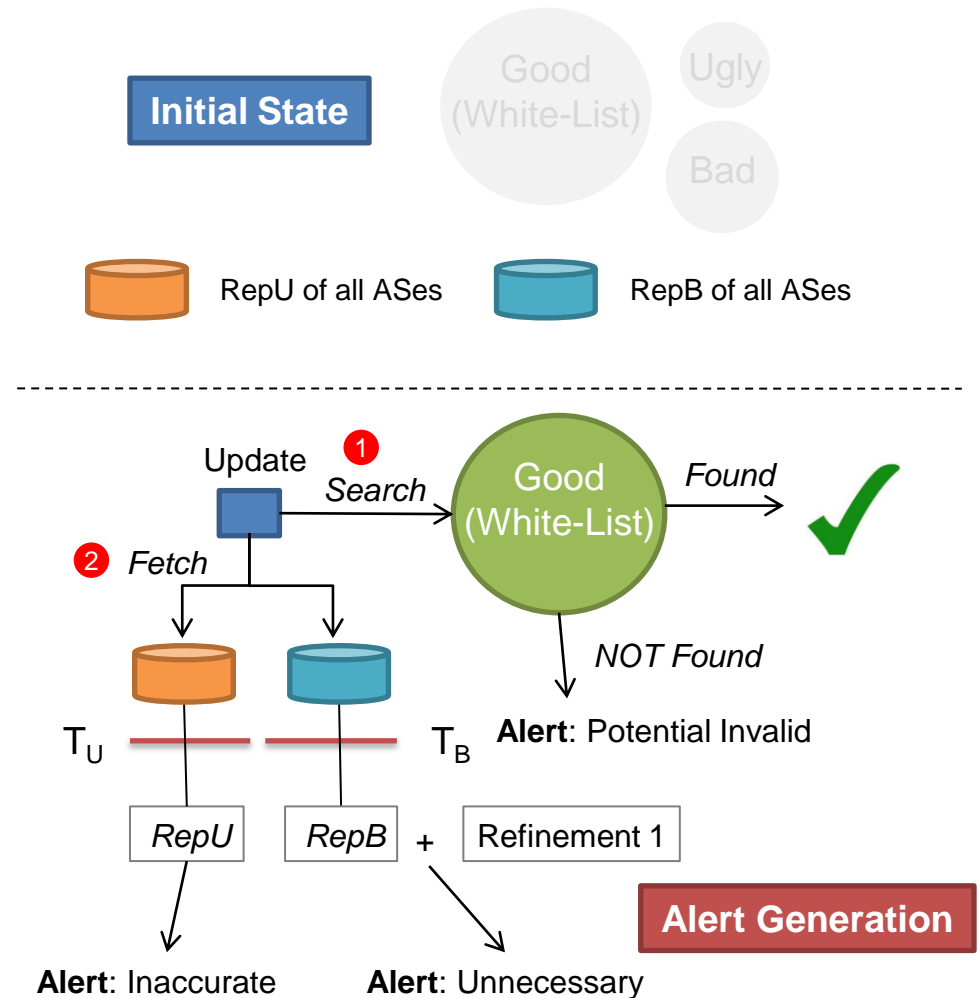 Initial State
Good
(White-List)
Ugly
Bad
RepU of all ASes
RepB of all ASes
1
Update
Search
Good
(White-List)
Found
2
Fetch
NOT Found
Alert: Potential Invalid
TU
TB
RepU
RepB
+
Refinement 1
Alert Generation
Alert: Inaccurate
Alert: Unnecessary